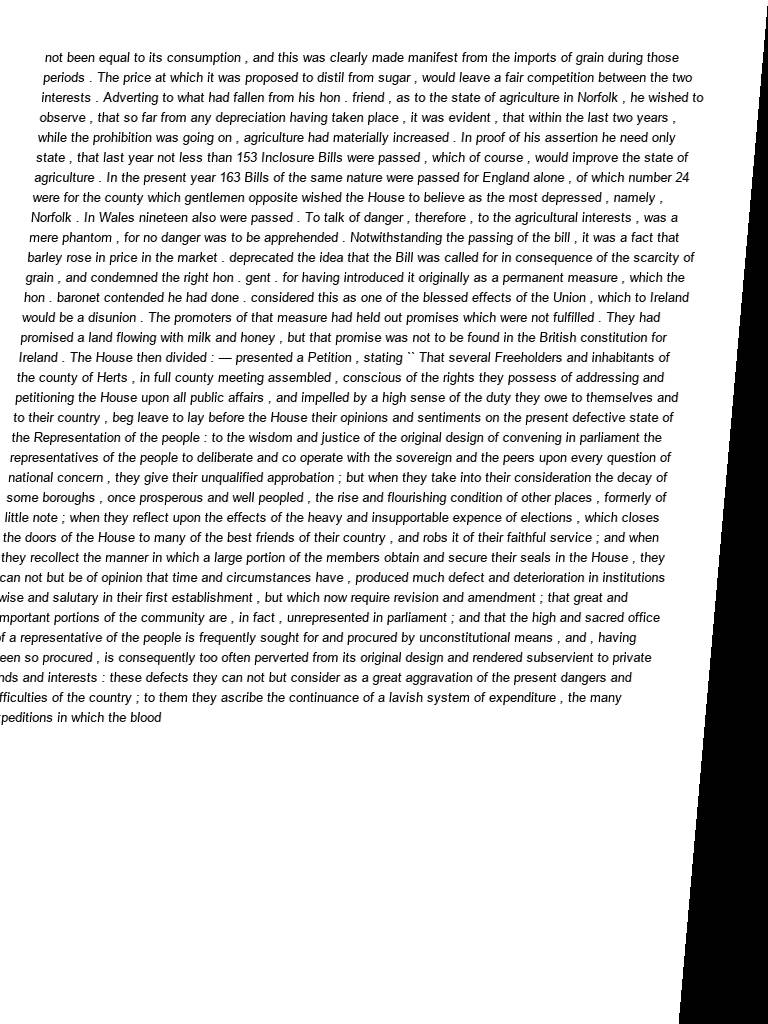 not been equal to its consumption , and this was clearly made manifest from the imports of grain during those
periods . The price at which it was proposed to distil from sugar , would leave a fair competition between the two
interests . Adverting to what had fallen from his hon . friend , as to the state of agriculture in Norfolk , he wished to
observe , that so far from any depreciation having taken place , it was evident , that within the last two years ,
while the prohibition was going on , agriculture had materially increased . In proof of his assertion he need only
state , that last year not less than 153 Inclosure Bills were passed , which of course , would improve the state of
agriculture . In the present year 163 Bills of the same nature were passed for England alone , of which number 24
were for the county which gentlemen opposite wished the House to believe as the most depressed , namely ,
Norfolk . In Wales nineteen also were passed . To talk of danger , therefore , to the agricultural interests , was a
mere phantom , for no danger was to be apprehended . Notwithstanding the passing of the bill , it was a fact that
barley rose in price in the market . deprecated the idea that the Bill was called for in consequence of the scarcity of
grain , and condemned the right hon . gent . for having introduced it originally as a permanent measure , which the
hon . baronet contended he had done . considered this as one of the blessed effects of the Union , which to Ireland
would be a disunion . The promoters of that measure had held out promises which were not fulfilled . They had
promised a land flowing with milk and honey , but that promise was not to be found in the British constitution for
Ireland . The House then divided : — presented a Petition , stating `` That several Freeholders and inhabitants of
the county of Herts , in full county meeting assembled , conscious of the rights they possess of addressing and
petitioning the House upon all public affairs , and impelled by a high sense of the duty they owe to themselves and
to their country , beg leave to lay before the House their opinions and sentiments on the present defective state of
the Representation of the people : to the wisdom and justice of the original design of convening in parliament the
representatives of the people to deliberate and co operate with the sovereign and the peers upon every question of
national concern , they give their unqualified approbation ; but when they take into their consideration the decay of
some boroughs , once prosperous and well peopled , the rise and flourishing condition of other places , formerly of
little note ; when they reflect upon the effects of the heavy and insupportable expence of elections , which closes
the doors of the House to many of the best friends of their country , and robs it of their faithful service ; and when
they recollect the manner in which a large portion of the members obtain and secure their seals in the House , they
can not but be of opinion that time and circumstances have , produced much defect and deterioration in institutions
wise and salutary in their first establishment , but which now require revision and amendment ; that great and
mportant portions of the community are , in fact , unrepresented in parliament ; and that the high and sacred office
of a representative of the people is frequently sought for and procured by unconstitutional means , and , having
een so procured , is consequently too often perverted from its original design and rendered subservient to private
nds and interests : these defects they can not but consider as a great aggravation of the present dangers and
fficulties of the country ; to them they ascribe the continuance of a lavish system of expenditure , the many
peditions in which the blood